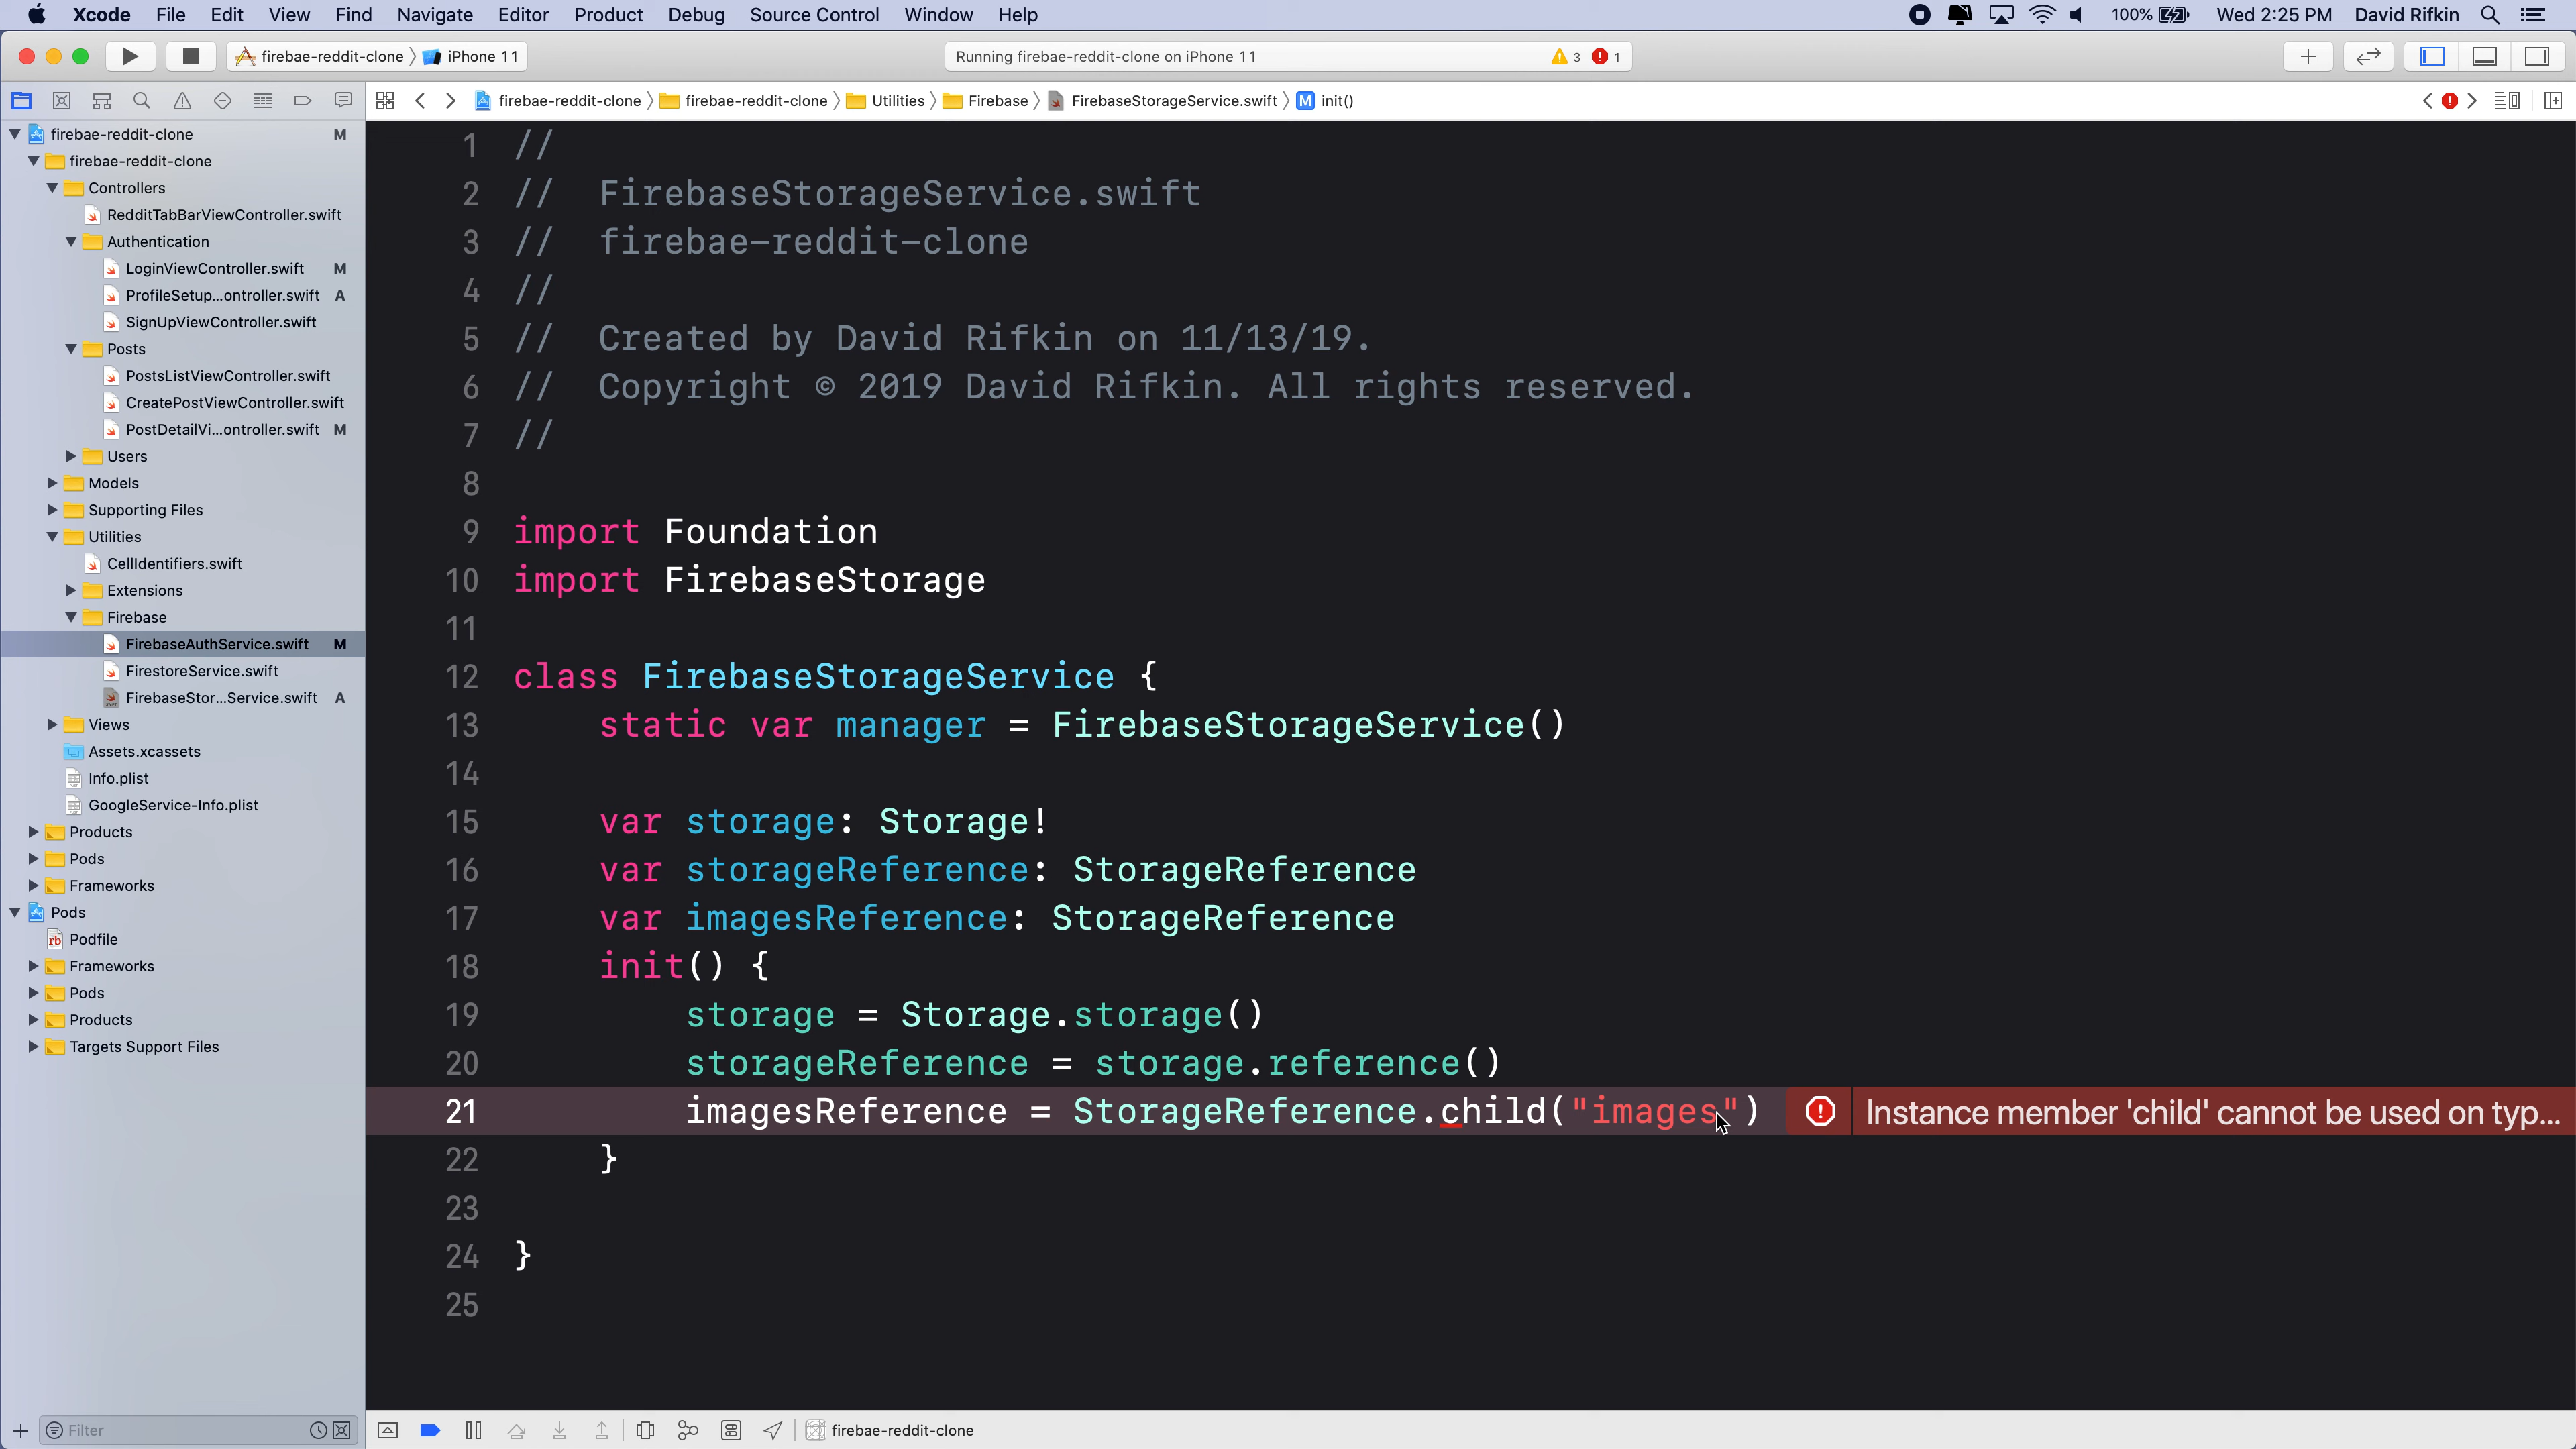 Xcode File Edit View Find Navigate Editor Product Debug Source Control Window Help 100% Wed 2:25 PM David Rifkin
firebae-reddit-clone iPhone 11 Running firebae-reddit-clone on iPhone 11 3 1
firebae-reddit-clone firebae-reddit-clone Utilities Firebase FirebaseStorageService.swift M init()
firebae-reddit-clone M
firebae-reddit-clone
Controllers
RedditTabBarViewController.swift
Authentication
LoginViewController.swift M
ProfileSetup...ontroller.swift A
SignUpViewController.swift
Posts
PostsListViewController.swift
CreatePostViewController.swift
PostDetailVi...ontroller.swift M
Users
Models
Supporting Files
Utilities
CellIdentifiers.swift
Extensions
Firebase
FirebaseAuthService.swift M
FirestoreService.swift
FirebaseStor...Service.swift A
Views
Assets.xcassets
Info.plist
GoogleService-Info.plist
Products
Pods
Frameworks
Pods
rb Podfile
Frameworks
Pods
Products
Targets Support Files
Filter
1 //
2 // FirebaseStorageService.swift
3 // firebae-reddit-clone
4 //
5 // Created by David Rifkin on 11/13/19.
6 // Copyright © 2019 David Rifkin. All rights reserved.
7 //
8
9 import Foundation
10 import FirebaseStorage
11
12 class FirebaseStorageService {
13 static var manager = FirebaseStorageService()
14
15 var storage: Storage!
16 var storageReference: StorageReference
17 var imagesReference: StorageReference
18 init() {
19 storage = Storage.storage()
20 storageReference = storage.reference()
21 imagesReference = StorageReference.child("images") Instance member 'child' cannot be used on typ...
22 }
23
24 }
25
firebae-reddit-clone